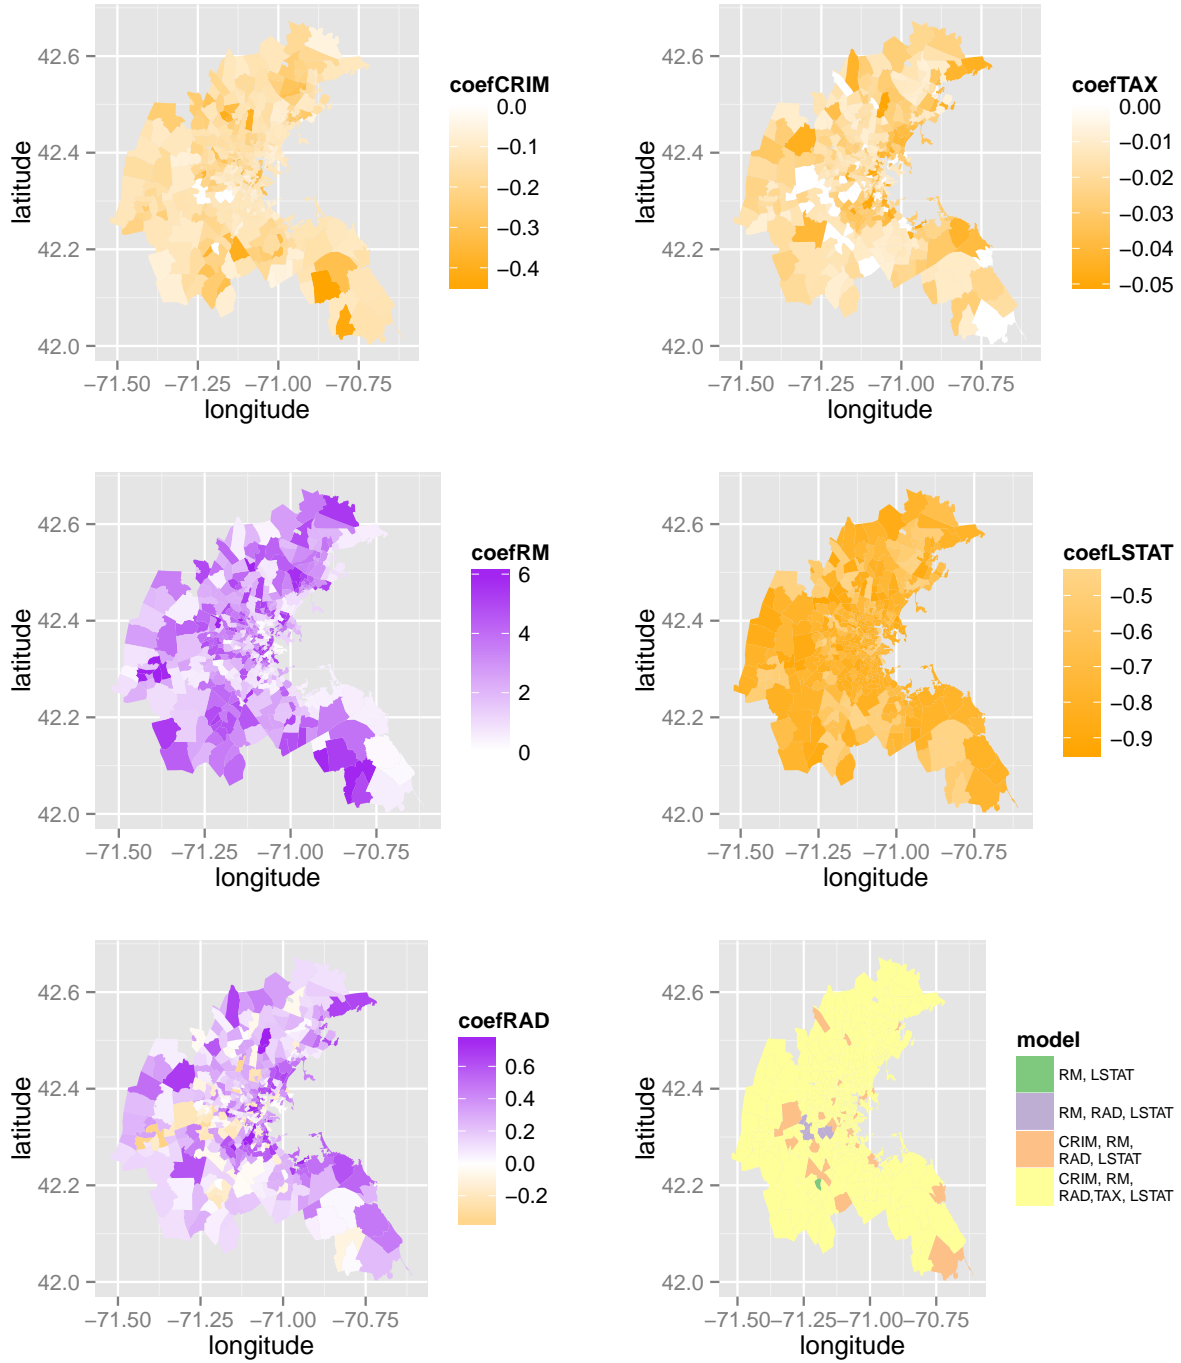 coefCRIM
0.0
−0.1
−0.2
−0.3
−0.4
42.6
42.4
42.2
42.0
latitude
−71.50 −71.25 −71.00 −70.75
longitude
coefTAX
0.00
−0.01
−0.02
−0.03
−0.04
−0.05
42.6
42.4
42.2
42.0
latitude
−71.50 −71.25 −71.00 −70.75
longitude
coefRM
6
4
2
0
42.6
42.4
42.2
42.0
latitude
−71.50 −71.25 −71.00 −70.75
longitude
coefLSTAT
−0.5
−0.6
−0.7
−0.8
−0.9
42.6
42.4
42.2
42.0
latitude
−71.50 −71.25 −71.00 −70.75
longitude
coefRAD
0.6
0.4
0.2
0.0
−0.2
42.6
42.4
42.2
42.0
latitude
−71.50 −71.25 −71.00 −70.75
longitude
model
RM, LSTAT
RM, RAD, LSTAT
CRIM, RM,
RAD, LSTAT
CRIM, RM,
RAD,TAX, LSTAT
42.6
42.4
42.2
42.0
latitude
−71.50−71.25−71.00−70.75
longitude